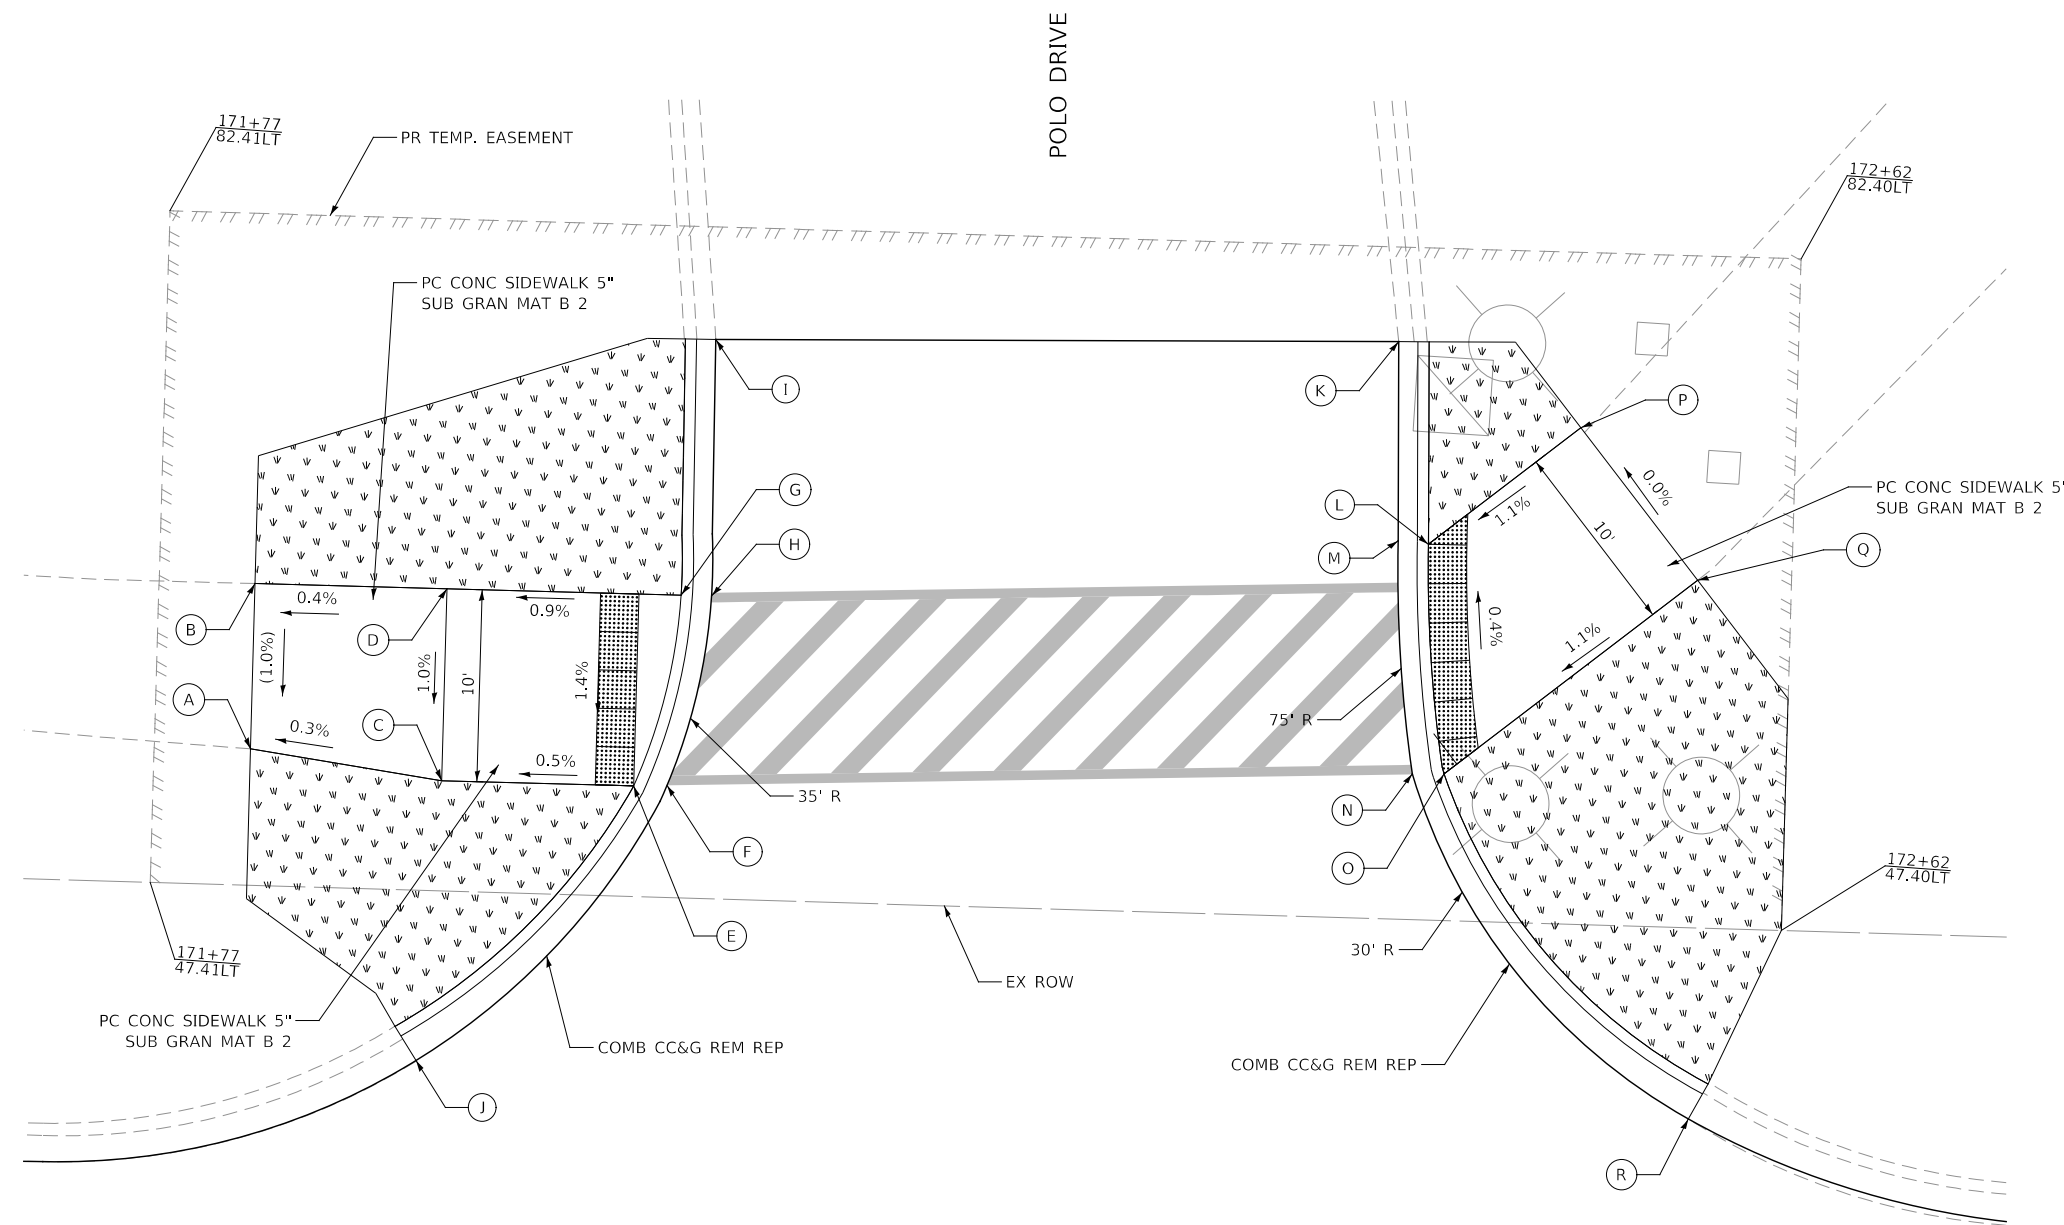 POLO DRIVE
171+77
82.41LT
PR TEMP. EASEMENT
172+62
82.40LT
PC CONC SIDEWALK 5"
SUB GRAN MAT B 2
I
K
P
G
L
0.0%
PC CONC SIDEWALK 5"
SUB GRAN MAT B 2
1.1%
10'
H
M
Q
0.4%
0.9%
B
D
(1.0%)
1.0%
10'
1.4%
0.4%
1.1%
A
C
0.3%
0.5%
75' R
35' R
N
F
O
172+62
47.40LT
E
30' R
171+77
47.41LT
EX ROW
PC CONC SIDEWALK 5"
SUB GRAN MAT B 2
COMB CC&G REM REP
COMB CC&G REM REP
J
R